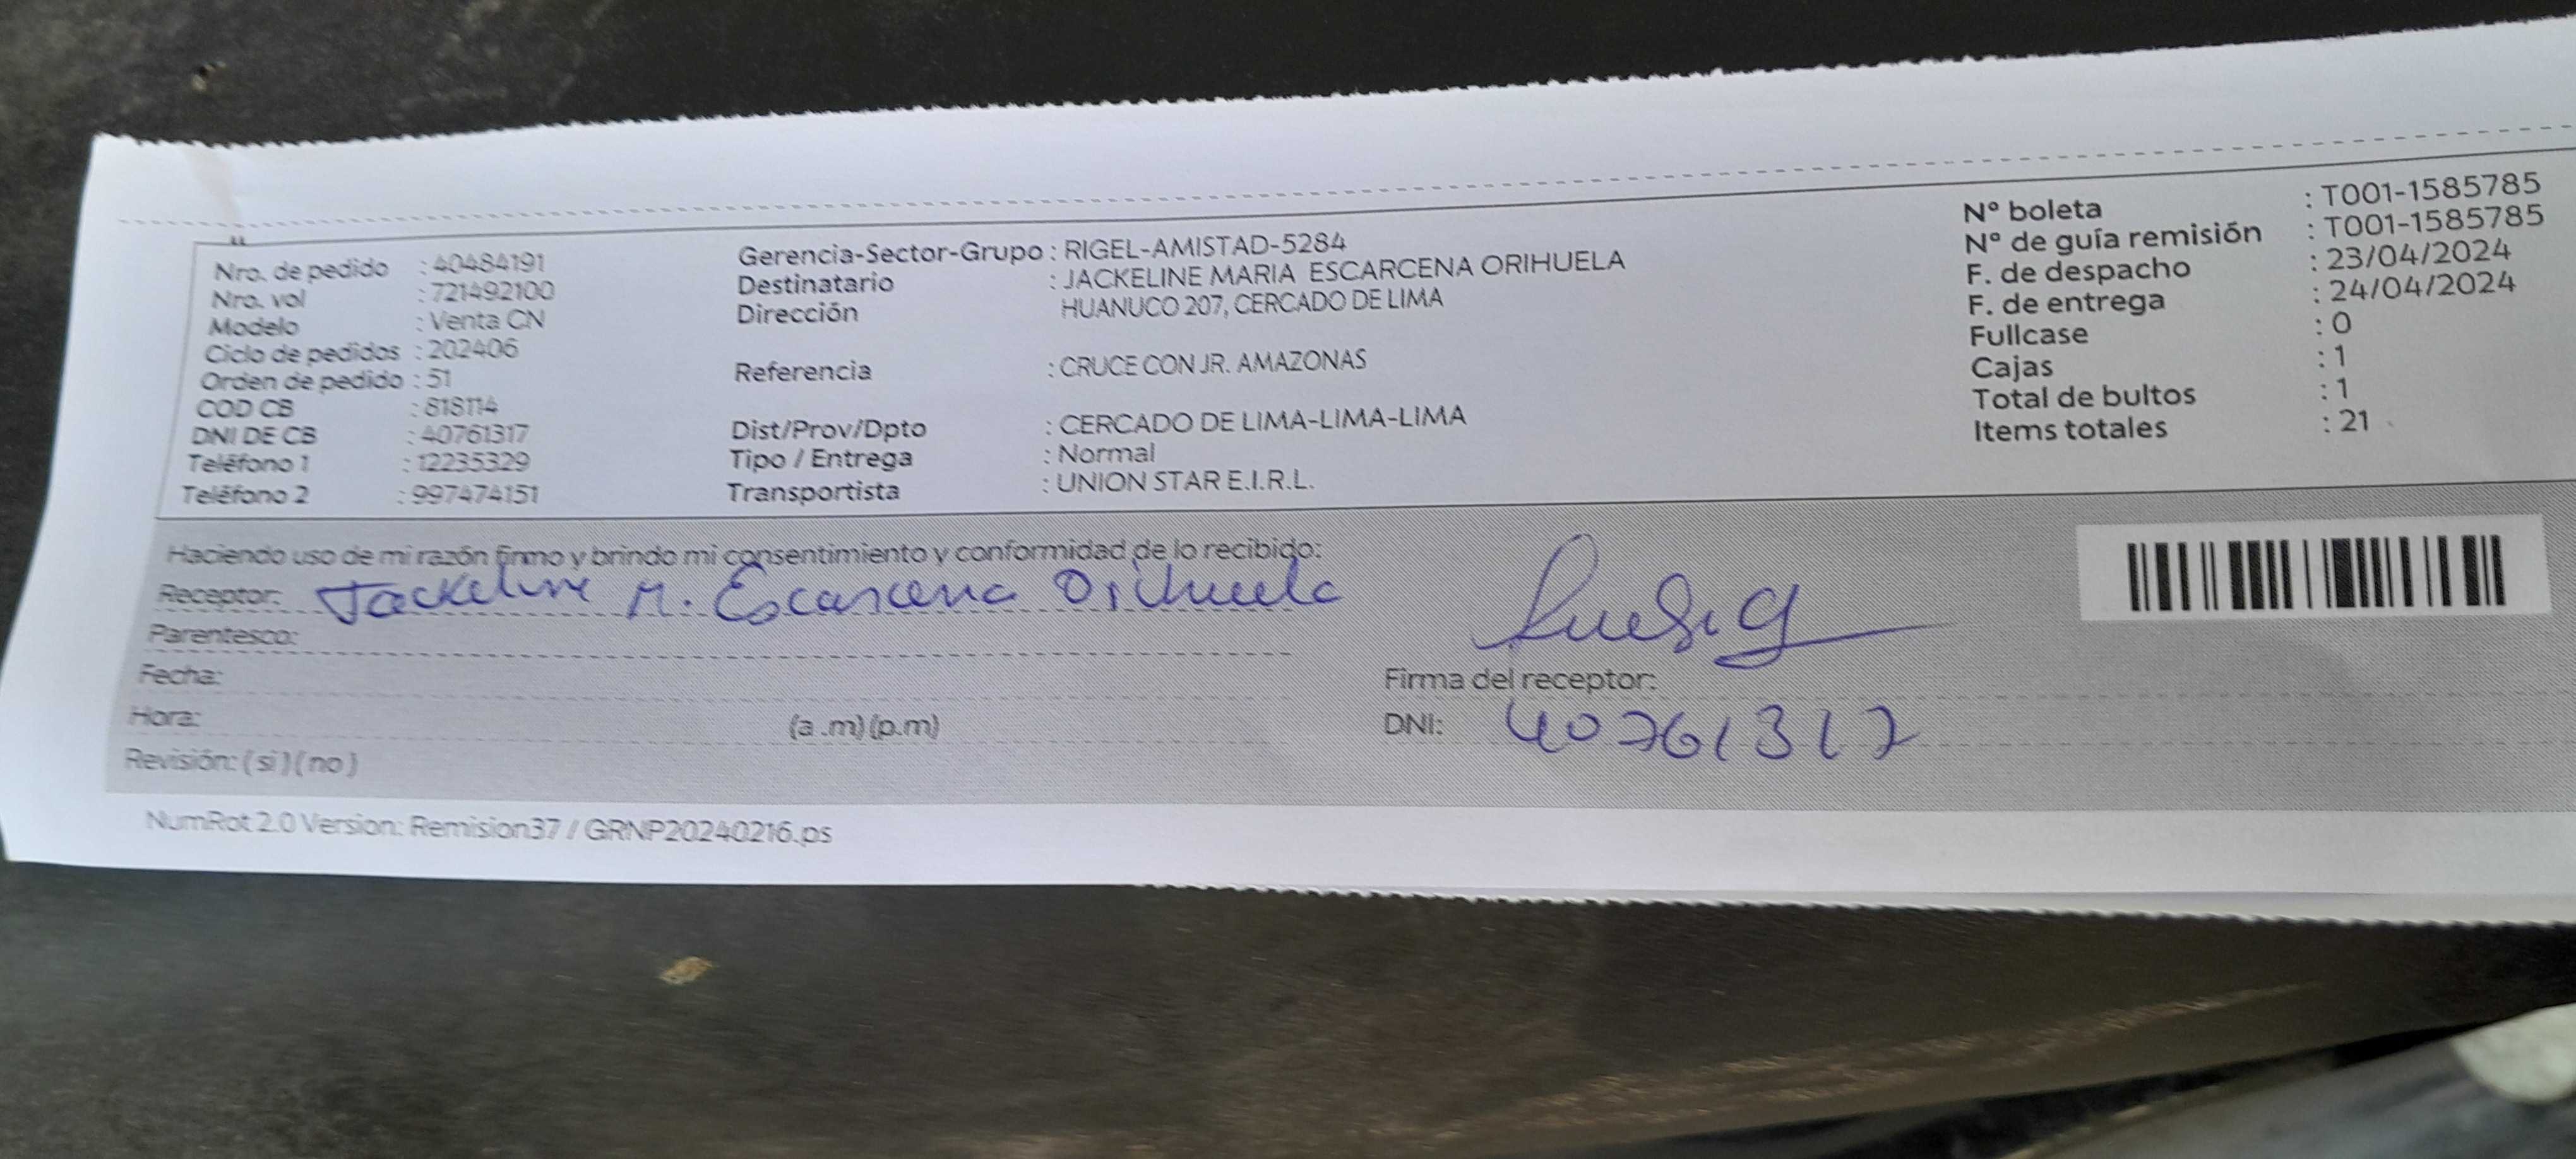 Nro. de pedido : 40484191
Nro. vol : 721492100
Modelo : Venta CN
Ciclo de pedidos : 202406
Orden de pedido : 51
COD CB : 818114
DNI DE CB : 40761317
Teléfono 1 : 12235329
Teléfono 2 : 997474151
Gerencia-Sector-Grupo : RIGEL-AMISTAD-5284
Destinatario : JACKELINE MARIA ESCARCENA ORIHUELA
Dirección HUANUCO 207, CERCADO DE LIMA
Referencia : CRUCE CON JR. AMAZONAS
Dist/Prov/Dpto : CERCADO DE LIMA-LIMA-LIMA
Tipo / Entrega : Normal
Transportista : UNION STAR E.I.R.L.
N° boleta : T001-1585785
N° de guía remisión : T001-1585785
F. de despacho : 23/04/2024
F. de entrega : 24/04/2024
Fullcase : 0
Cajas : 1
Total de bultos : 1
Items totales : 21
Haciendo uso de mi razón firmo y brindo mi consentimiento y conformidad de lo recibido:
Receptor: Jackeline M. Escarcena Orihuela
Parentesco:
Fecha:
Hora: (a .m) (p.m)
Revisión: ( si ) ( no )
Firma del receptor:
DNI: 40761317
NumRot 2.0 Version: Remision37 / GRNP20240216.ps